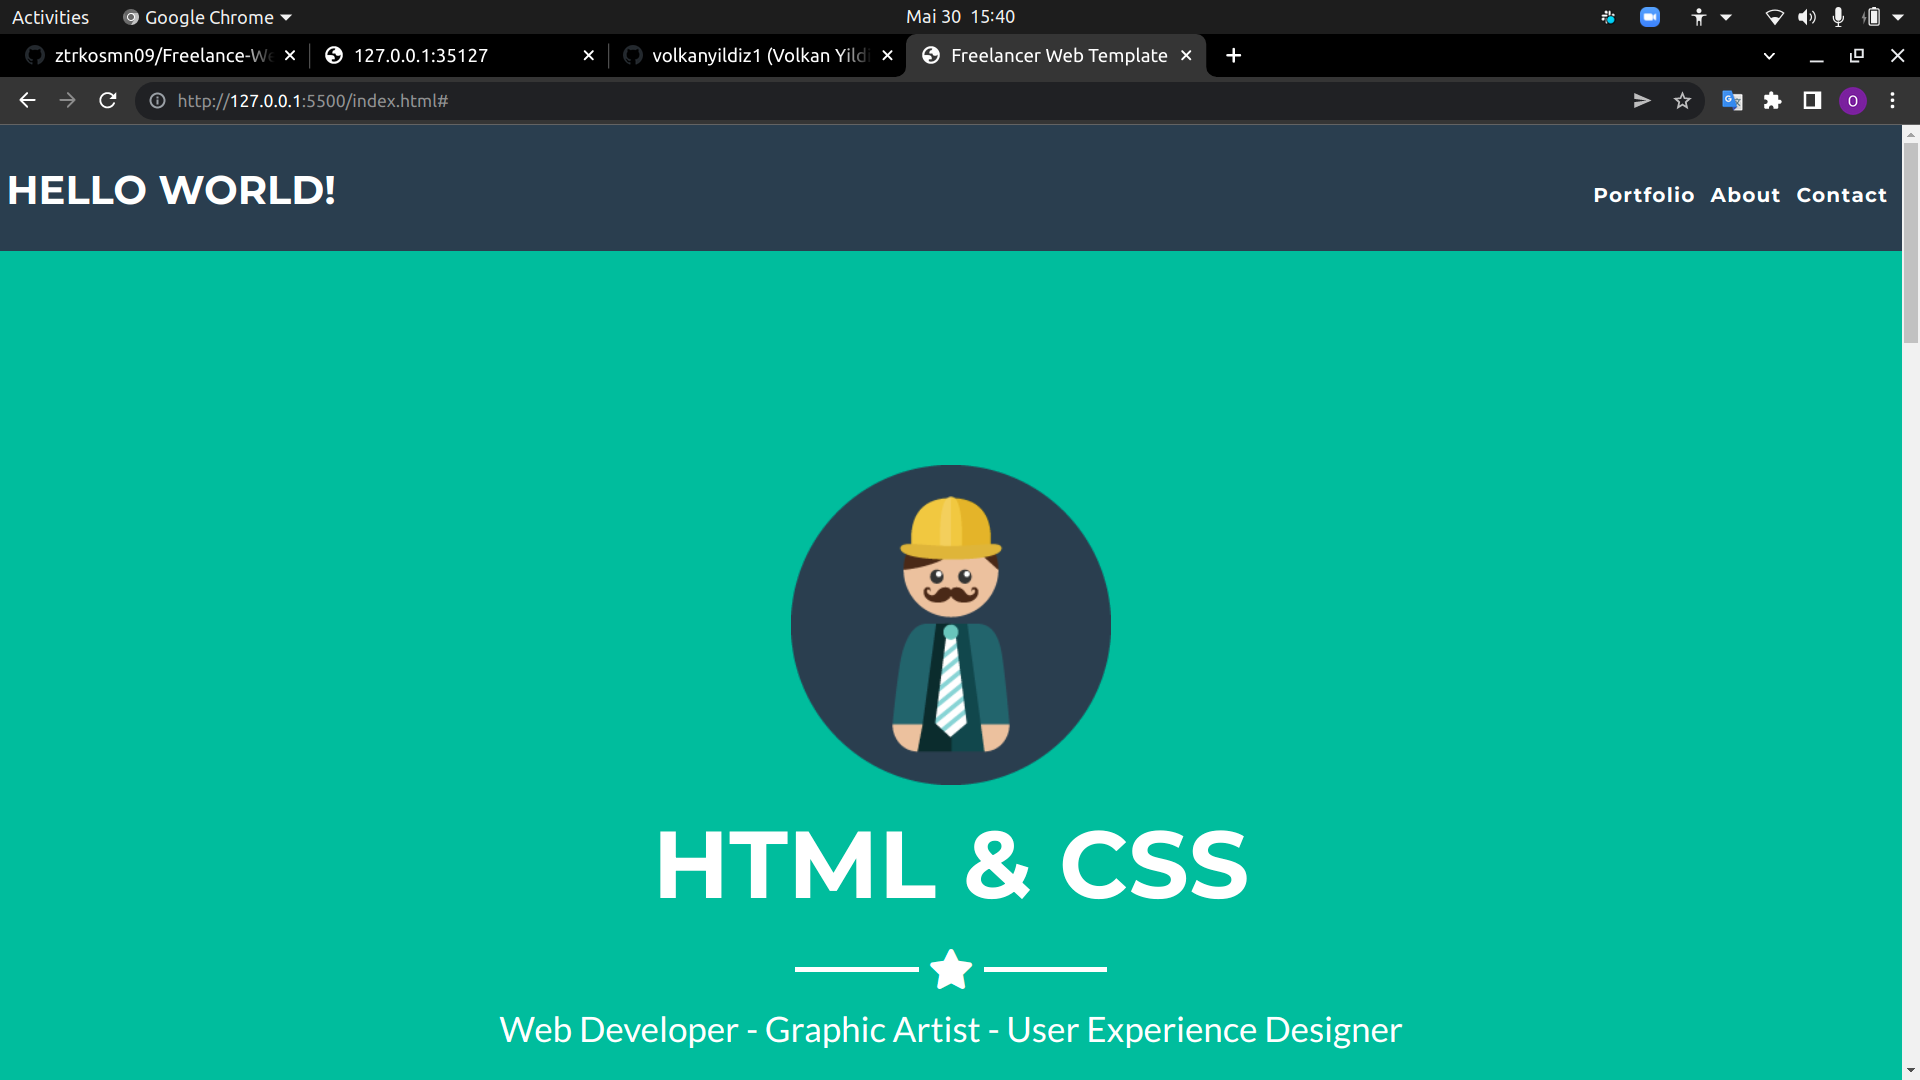 Activities Google Chrome Mai 30 15:40
ztrkosmn09/Freelance-We 127.0.0.1:35127 volkanyildiz1 (Volkan Yildi Freelancer Web Template
http://127.0.0.1:5500/index.html# O
HELLO WORLD! Portfolio About Contact
HTML & CSS
Web Developer - Graphic Artist - User Experience Designer